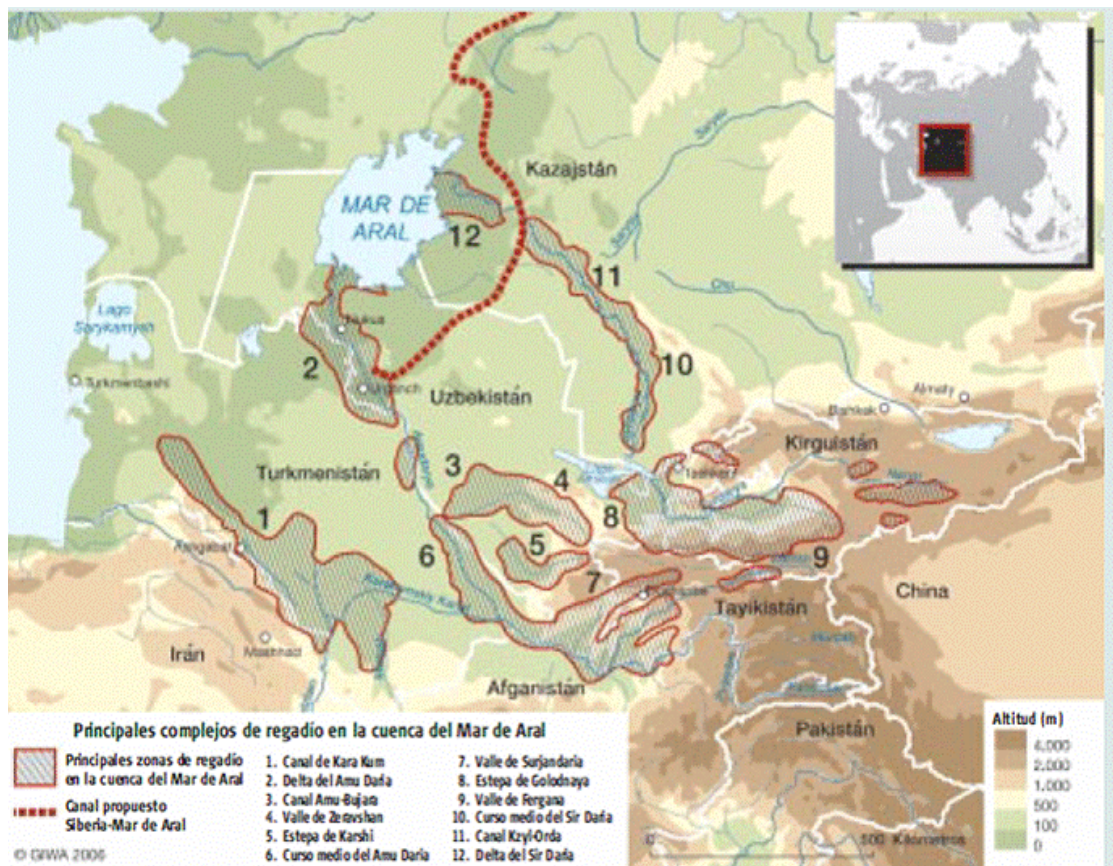 Kazajstán
MAR DE
ARAL
12
Sarysu
11
Sarysu
Chu
Lago
Sarykamysh
Nukus
10
Turkmenbashi
2
Urganch
Uzbekistán
Almaty
Bishkek
Kirguistán
Turkmenistán
3
4
Tashkent
Naryn
8
1
5
Ashgabat
6
9
7
China
Tayikistán
Irán
Mashhad
Afganistán
Pakistán
Principales complejos de regadío en la cuenca del Mar de Aral
Principales zonas de regadío
en la cuenca del Mar de Aral
Canal propuesto
Siberia-Mar de Aral
1. Canal de Kara Kum
2. Delta del Amu Daria
3. Canal Amu-Bujara
4. Valle de Zeravshan
5. Estepa de Karshi
6. Curso medio del Amu Daria
7. Valle de Surjandaria
8. Estepa de Golodnaya
9. Valle de Fergana
10. Curso medio del Sir Daria
11. Canal Kzyl-Orda
12. Delta del Sir Daria
Altitud (m)
4.000
2.000
1.000
500
100
0
0 500 Kilómetros
© GIWA 2006